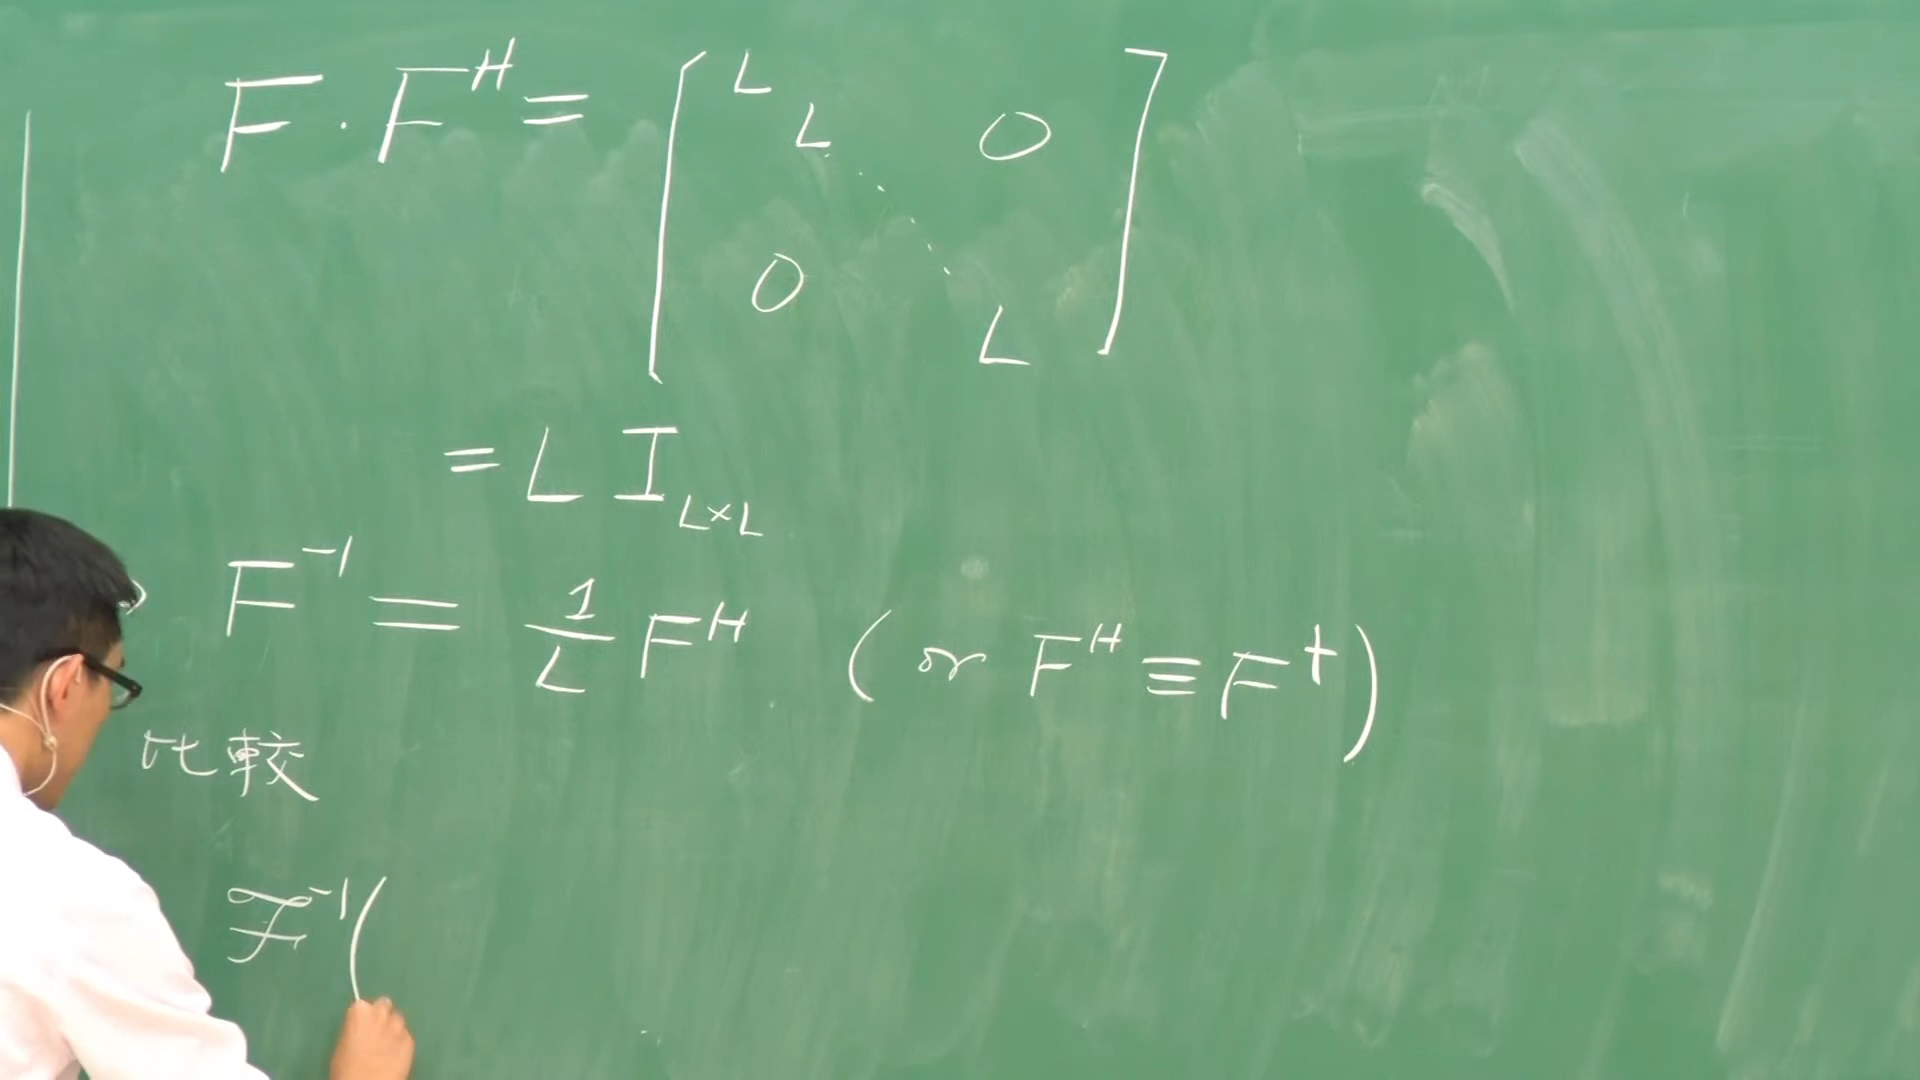 F · F^H = [ L L ⋱ L 0 0 ]
= L I_{L×L}
F^{-1} = 1/L F^H ( or F^H ≡ F^† )
比較
ℱ^{-1}(